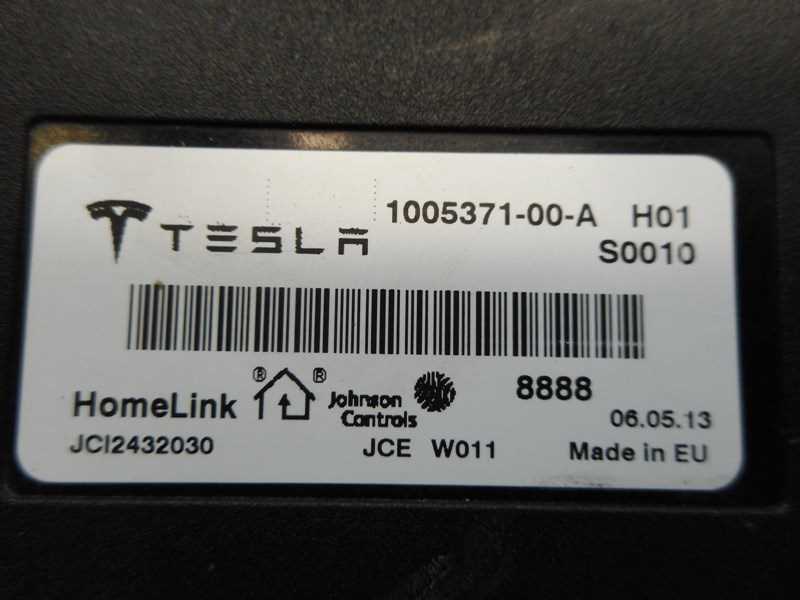 TESLA 1005371-00-A H01
S0010
HomeLink ® ® Johnson Controls 8888
06.05.13
JCI2432030 JCE W011 Made in EU